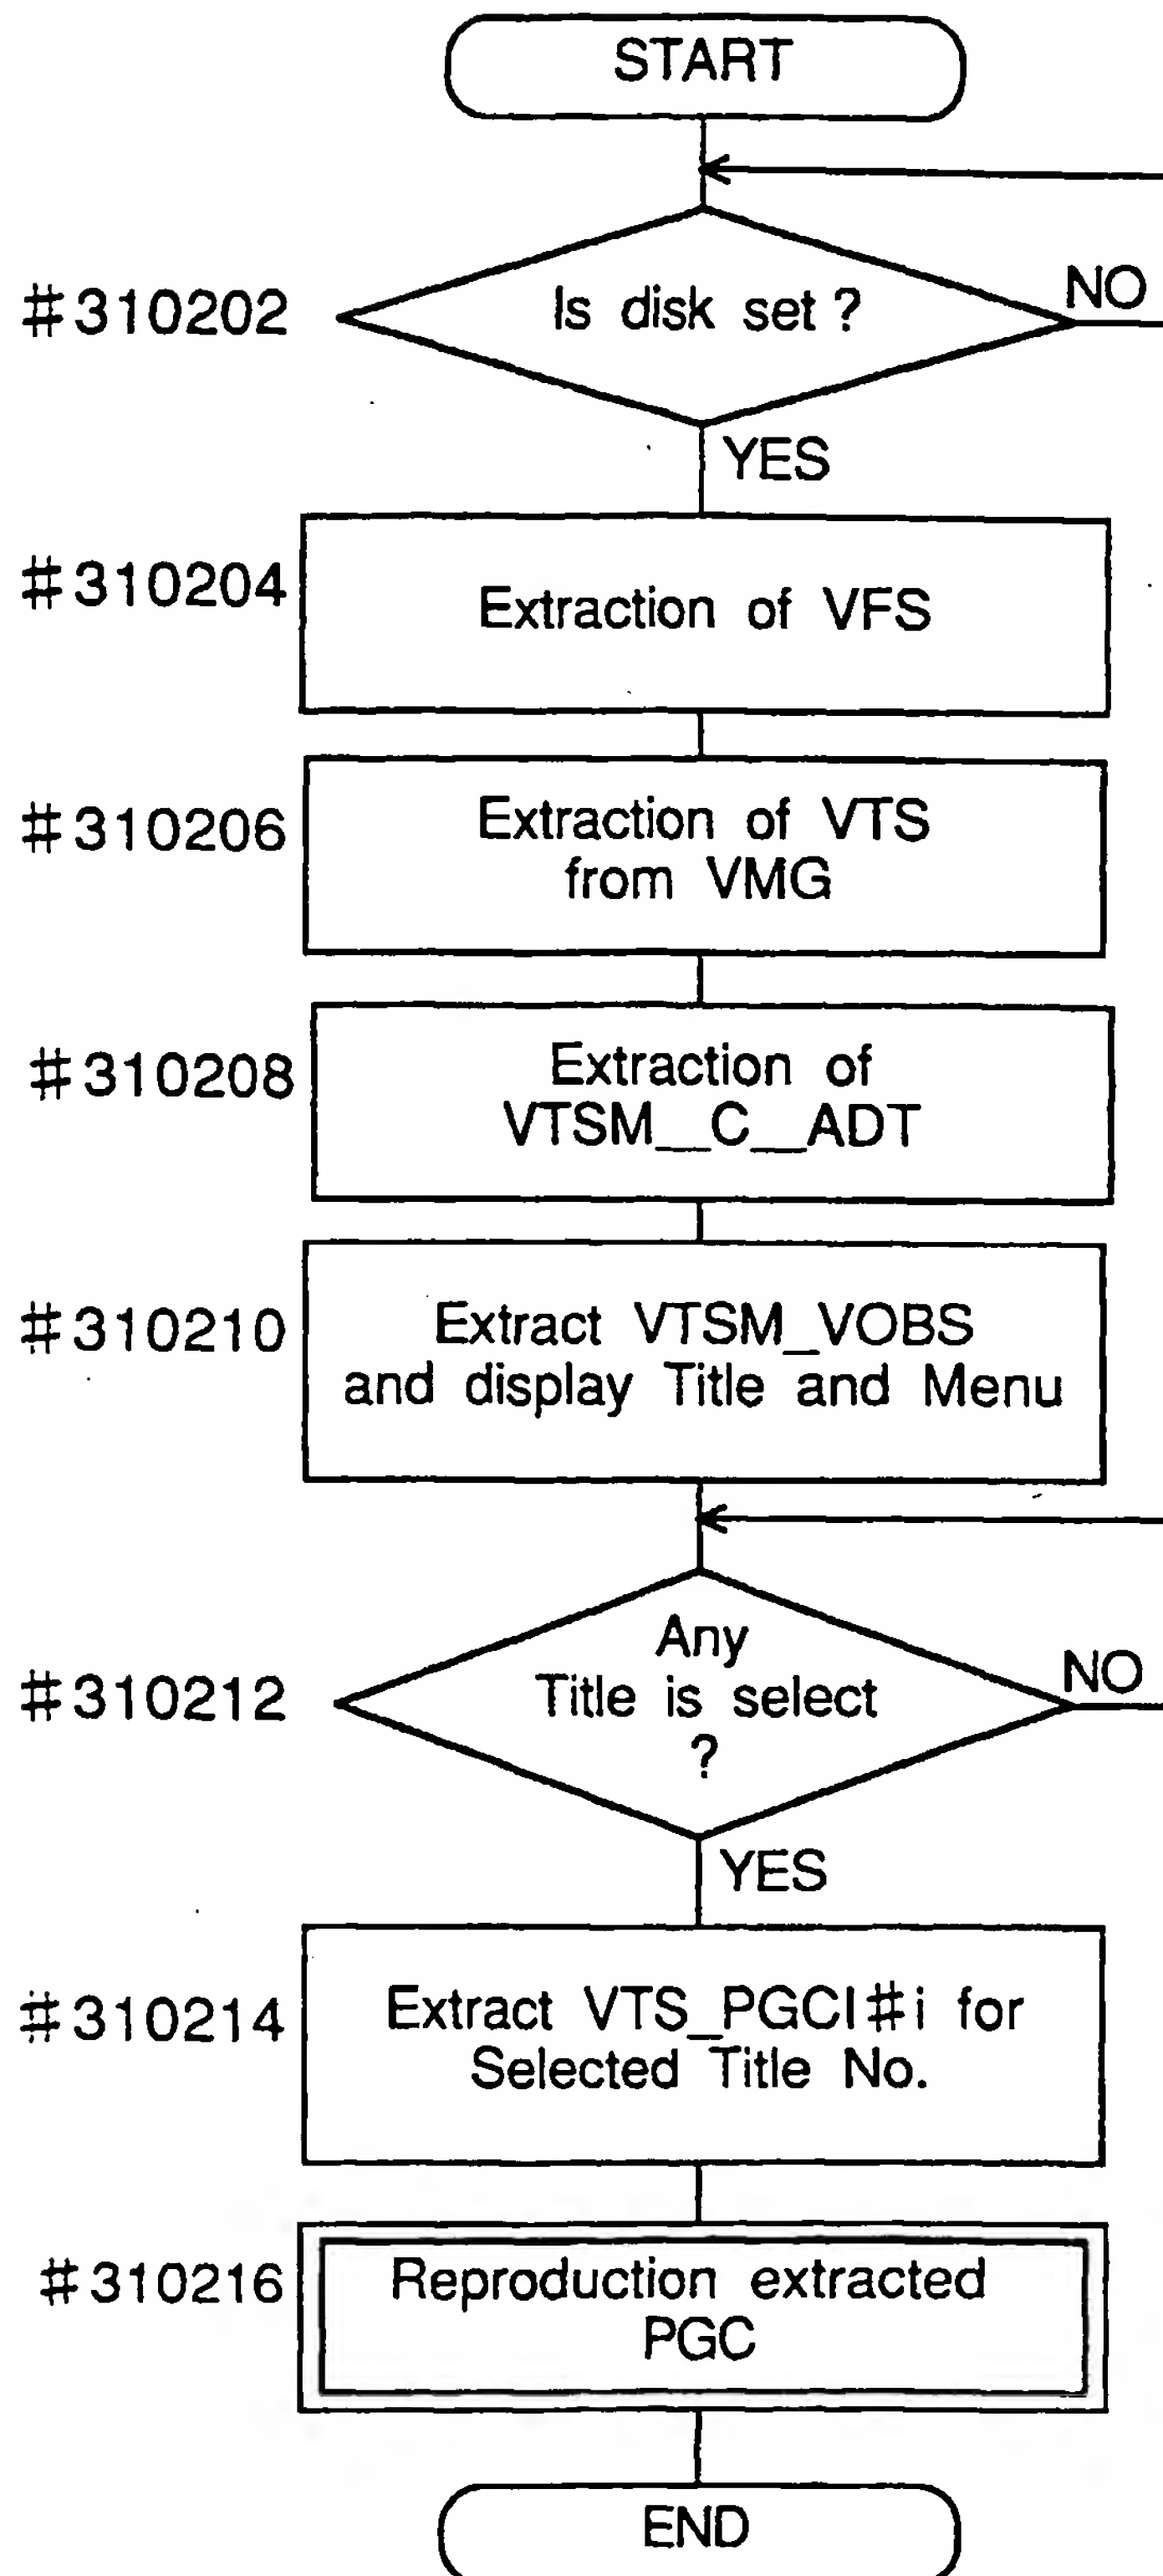 START
#310202
Is disk set ?
NO
YES
#310204
Extraction of VFS
#310206
Extraction of VTS
from VMG
#310208
Extraction of
VTSM__C__ADT
#310210
Extract VTSM_VOBS
and display Title and Menu
#310212
Any
Title is select
?
NO
YES
#310214
Extract VTS_PGCI#i for
Selected Title No.
#310216
Reproduction extracted
PGC
END